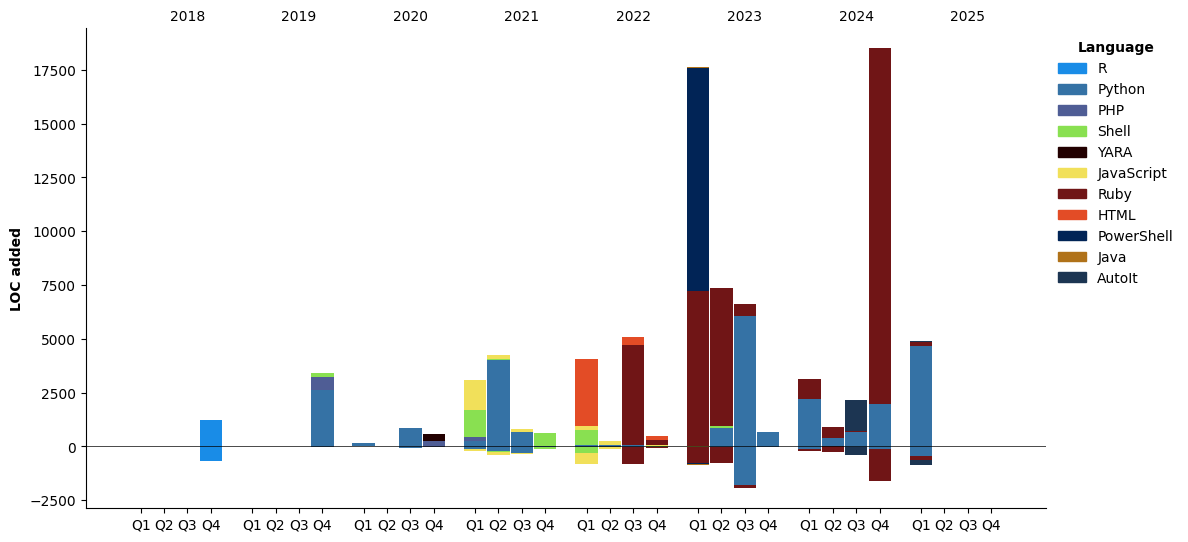 2018 2019 2020 2021 2022 2023 2024 2025
LOC added
17500
15000
12500
10000
7500
5000
2500
0
−2500
Q1 Q2 Q3 Q4 Q1 Q2 Q3 Q4 Q1 Q2 Q3 Q4 Q1 Q2 Q3 Q4 Q1 Q2 Q3 Q4 Q1 Q2 Q3 Q4 Q1 Q2 Q3 Q4 Q1 Q2 Q3 Q4
Language
R
Python
PHP
Shell
YARA
JavaScript
Ruby
HTML
PowerShell
Java
AutoIt